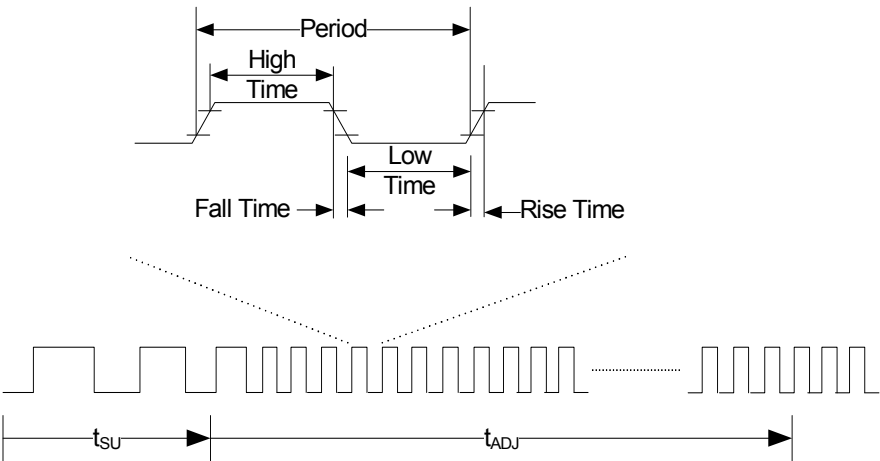 Period
High
Time
Low
Time
Fall Time
Rise Time
tSU
tADJ